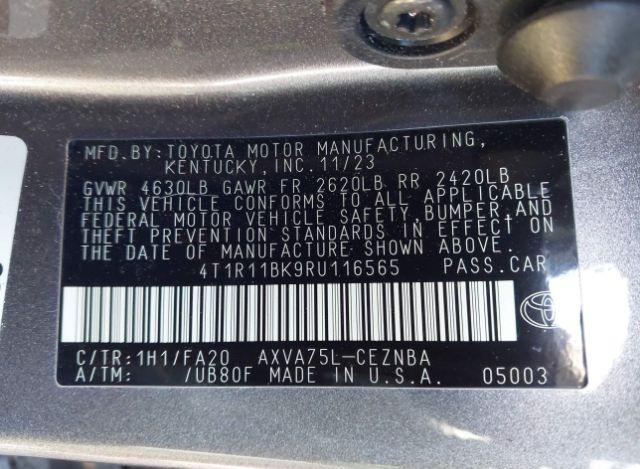 MFD.BY:TOYOTA MOTOR MANUFACTURING,
KENTUCKY,INC.11/23
GVWR 4630LB GAWR FR 2620LB RR 2420LB
THIS VEHICLE CONFORMS TO ALL APPLICABLE
FEDERAL MOTOR VEHICLE SAFETY,BUMPER,AND
THEFT PREVENTION STANDARDS IN EFFECT ON
THE DATE OF MANUFACTURE SHOWN ABOVE.
4T1R11BK9RU116565 PASS.CAR
C/TR:1H1/FA20 AXVA75L-CEZNBA
A/TM: /UB80F MADE IN U.S.A. 05003